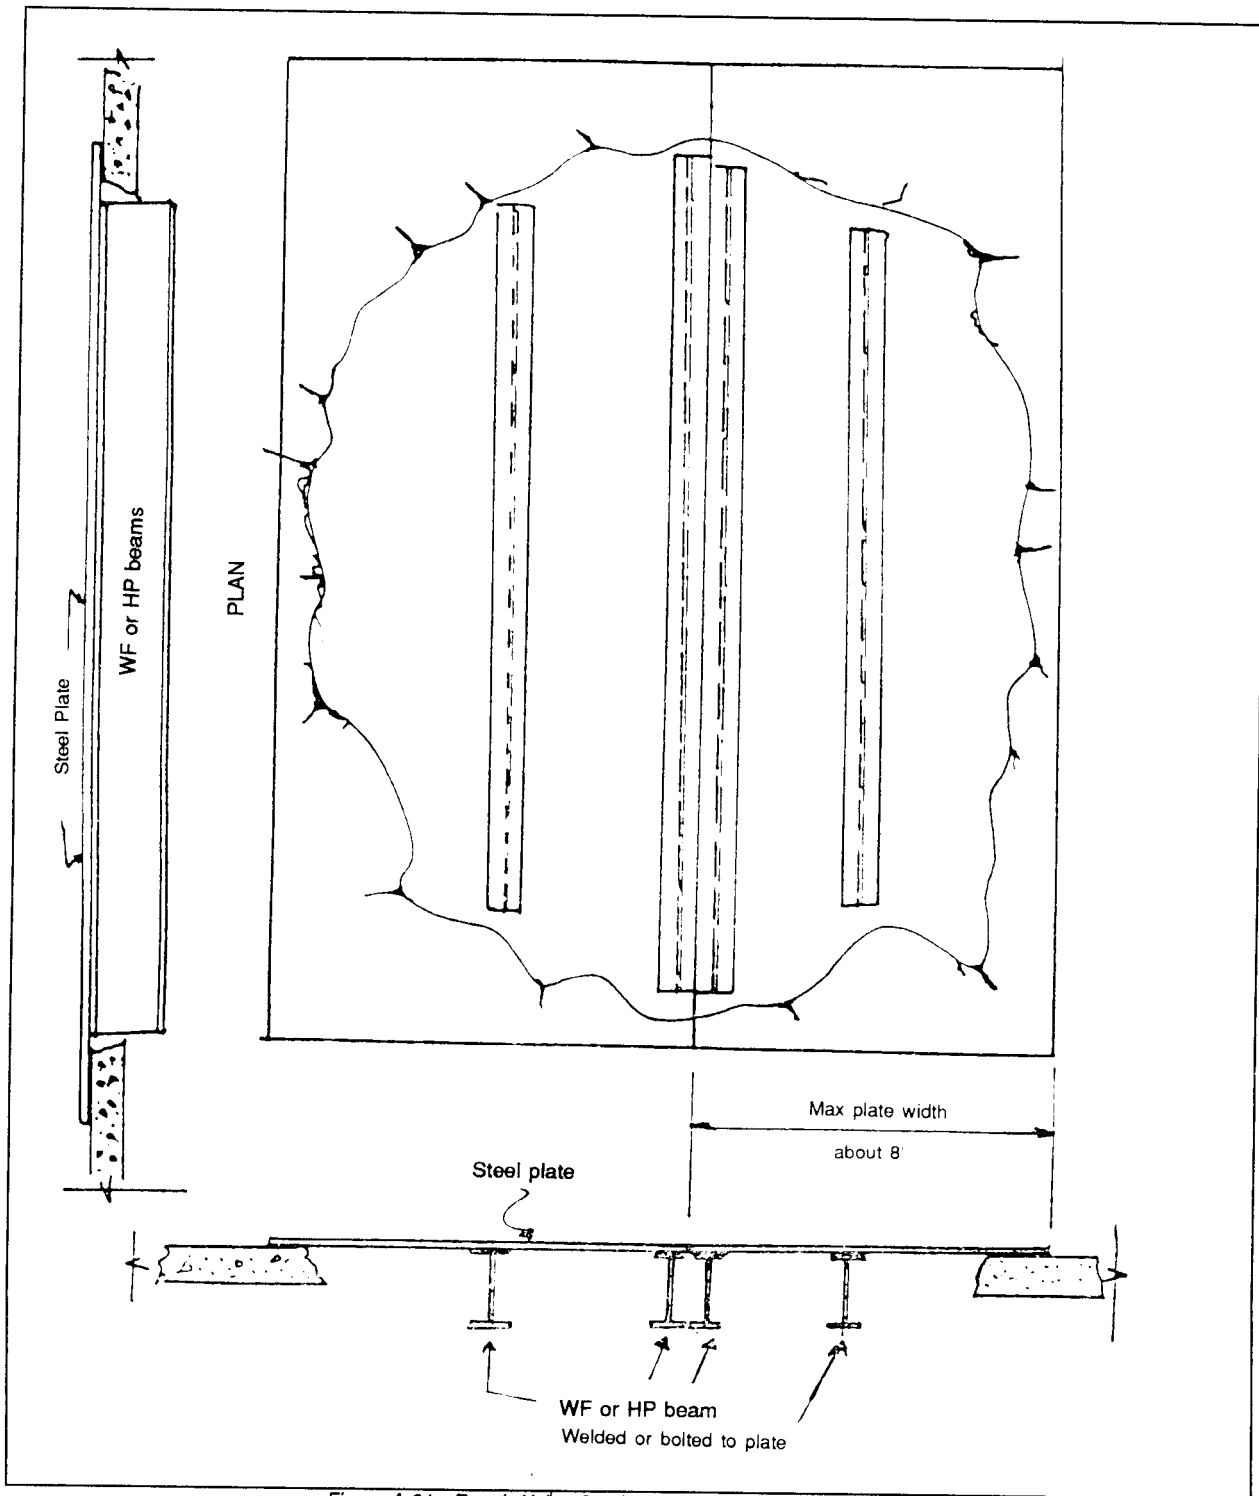 WF or HP beams
Steel Plate
PLAN
Max plate width
about 8'
Steel plate
WF or HP beam
Welded or bolted to plate